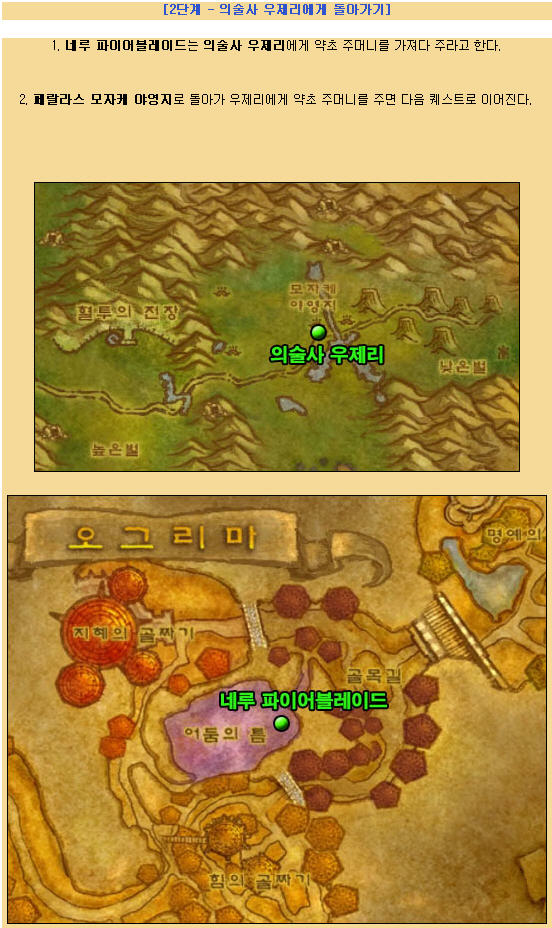 [2단계 - 의술사 우제리에게 돌아가기]
1. 네루 파이어블레이드는 의술사 우제리에게 약초 주머니를 가져다 주라고 한다.
2. 페랄라스 모자케 야영지로 돌아가 우제리에게 약초 주머니를 주면 다음 퀘스트로 이어진다.
모자케
야영지
혈투의 전장
의술사 우제리
낮은벌
높은벌
오그리마
명예의
지혜의 골짜기
골목길
네루 파이어블레이드
어둠의 틈
힘의 골짜기